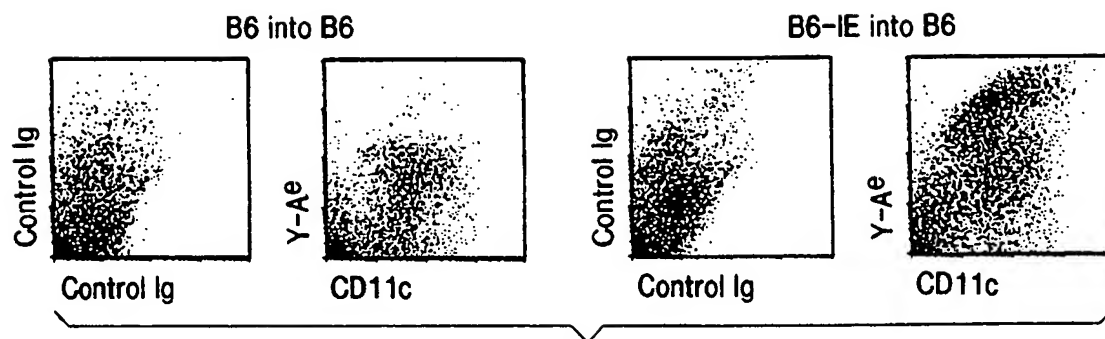 B6 into B6
B6-IE into B6
Control Ig
Control Ig
Y-Ae
CD11c
Control Ig
Control Ig
Y-Ae
CD11c